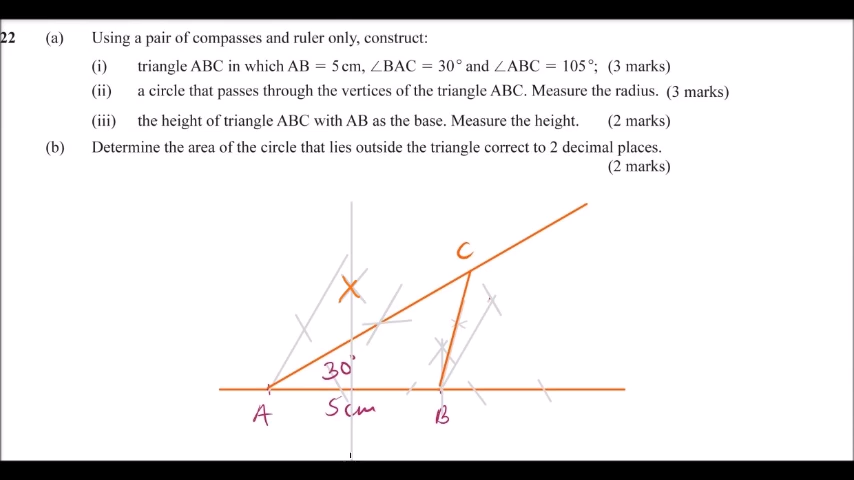 22 (a) Using a pair of compasses and ruler only, construct:
(i) triangle ABC in which AB = 5 cm, ∠BAC = 30° and ∠ABC = 105°; (3 marks)
(ii) a circle that passes through the vertices of the triangle ABC. Measure the radius. (3 marks)
(iii) the height of triangle ABC with AB as the base. Measure the height. (2 marks)
(b) Determine the area of the circle that lies outside the triangle correct to 2 decimal places.
(2 marks)
C
30°
A 5cm B